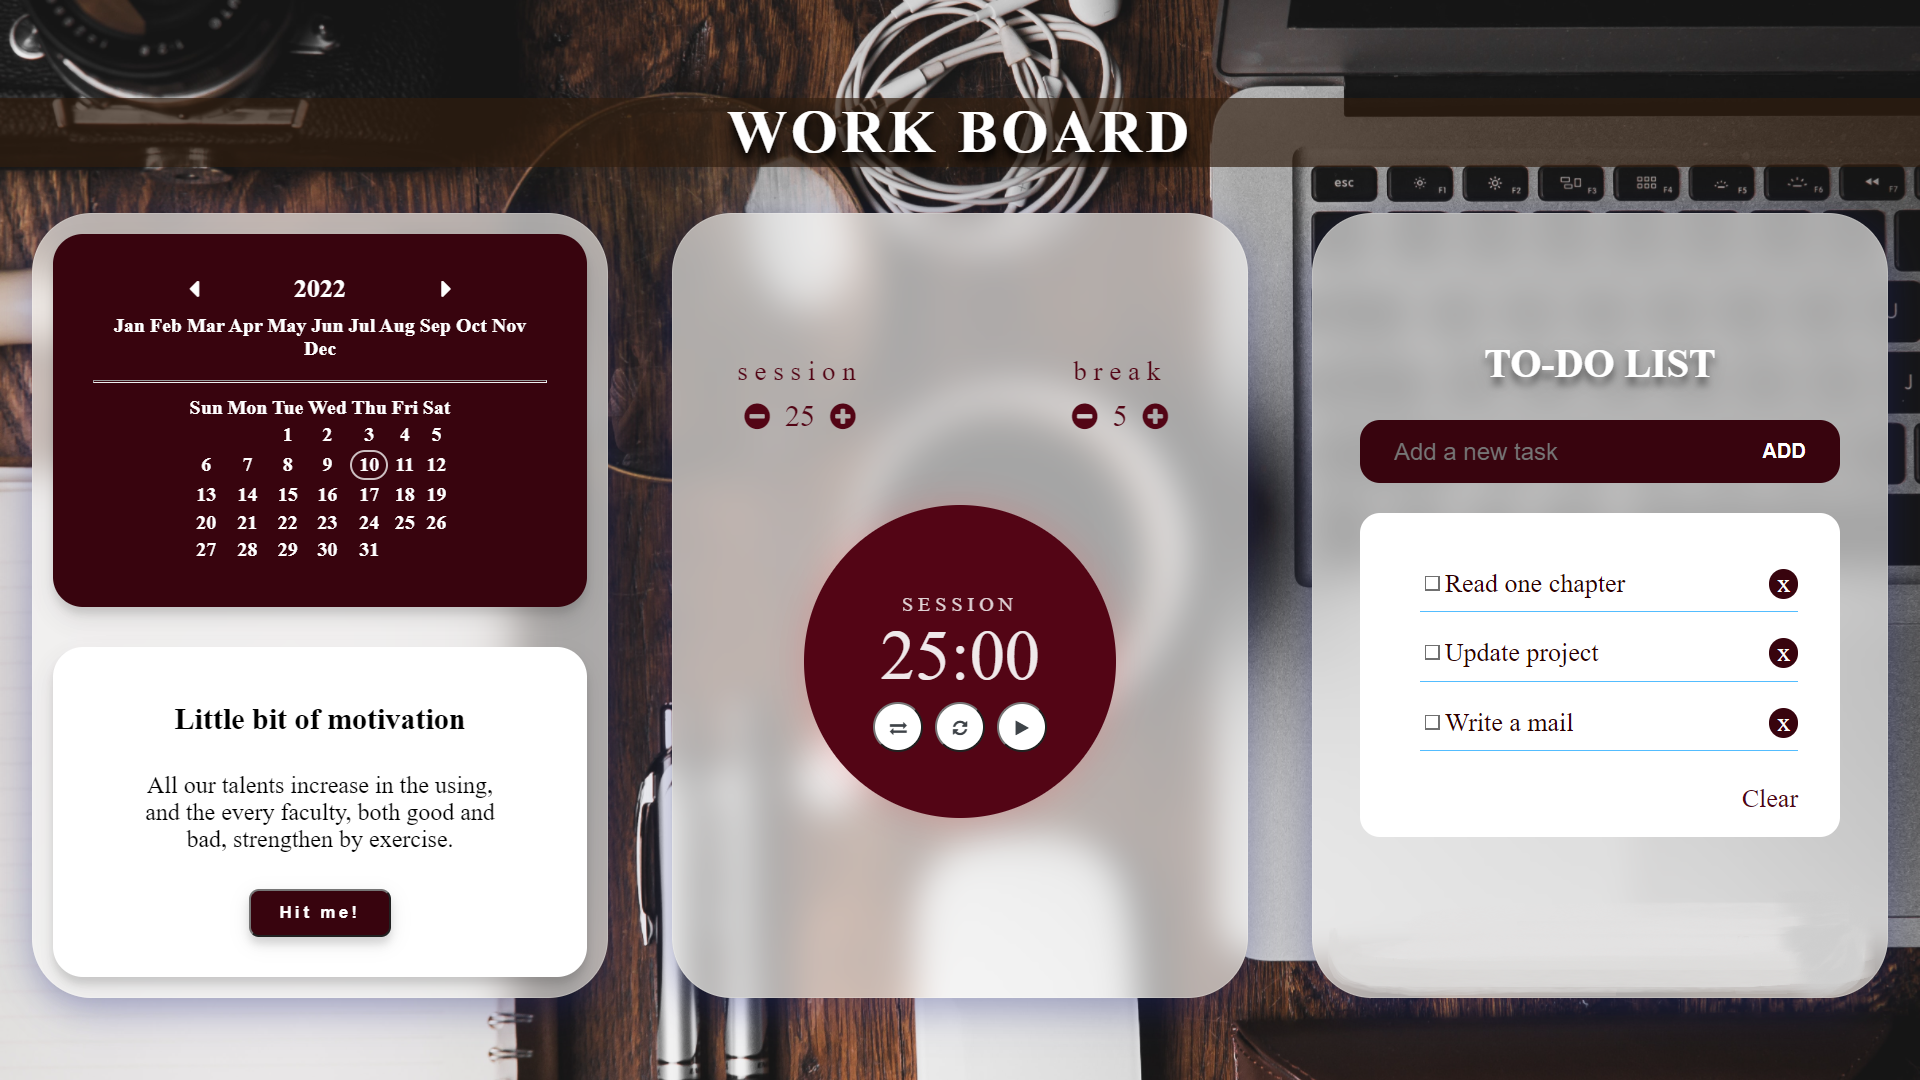 WORK BOARD
esc F1 F2 F3 F4 F5 F6 F7
2022
Jan Feb Mar Apr May Jun Jul Aug Sep Oct Nov
Dec
Sun Mon Tue Wed Thu Fri Sat
1 2 3 4 5
6 7 8 9 10 11 12
13 14 15 16 17 18 19
20 21 22 23 24 25 26
27 28 29 30 31
Little bit of motivation
All our talents increase in the using,
and the every faculty, both good and
bad, strengthen by exercise.
Hit me!
session
25
break
5
SESSION
25:00
TO-DO LIST
Add a new task ADD
Read one chapter x
Update project x
Write a mail x
Clear
U
J